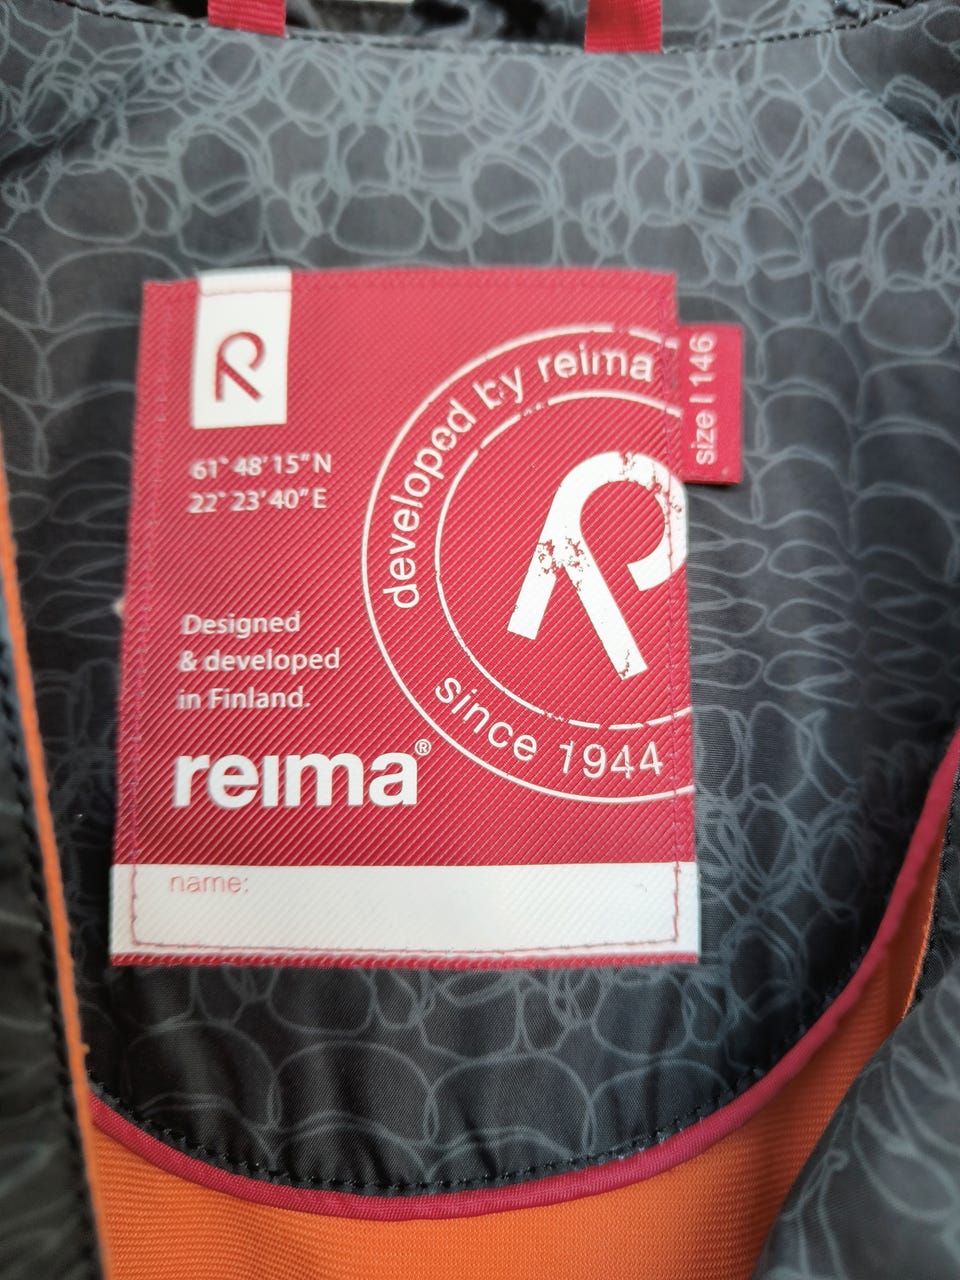 R
size | 146
developed by reima
61° 48' 15" N
22° 23' 40" E
R
Designed
& developed
in Finland.
since 1944
reima®
name: